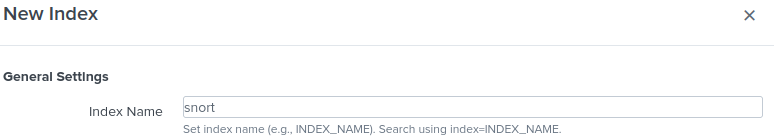 New Index
General Settings
Index Name snort
Set index name (e.g., INDEX_NAME). Search using index=INDEX_NAME.